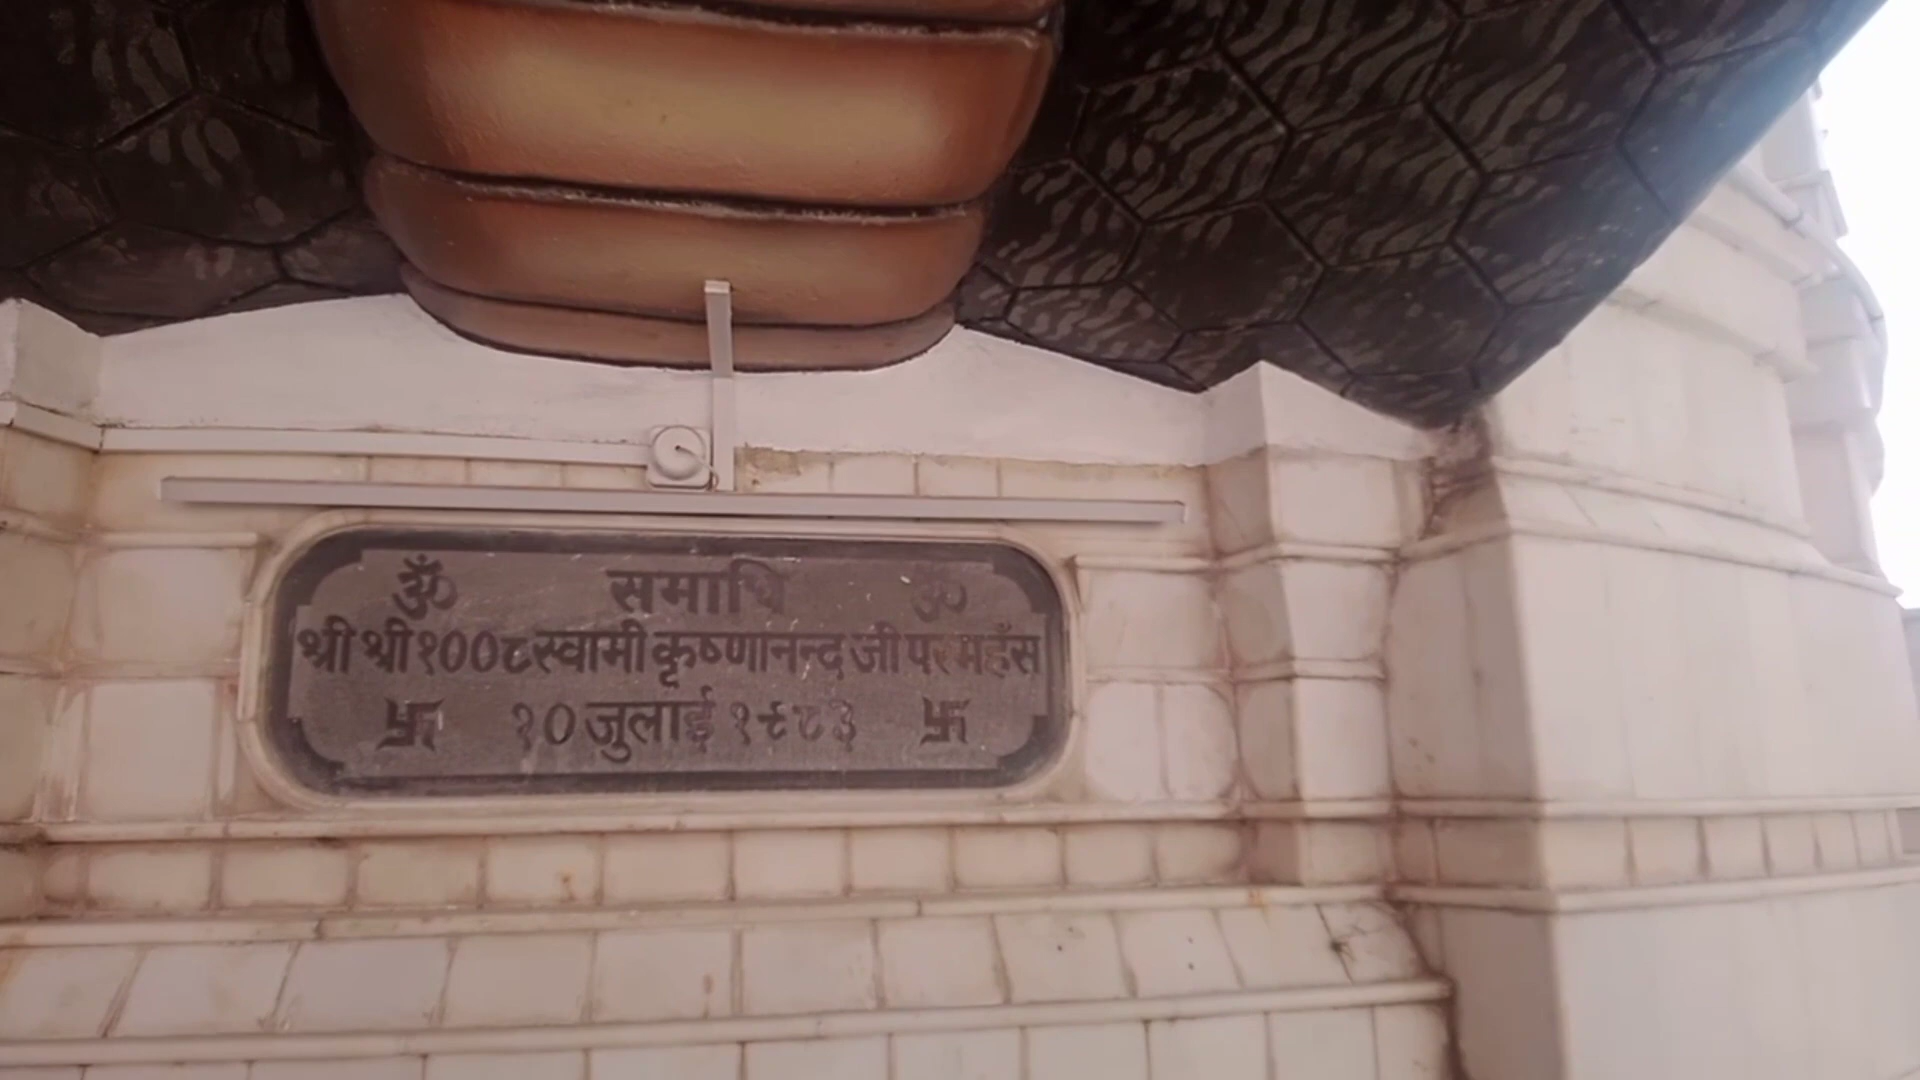 ॐ समाधि ॐ
श्री श्री १००८ स्वामी कृष्णानन्द जी परमहँस
卐 १० जुलाई १९८३ 卐